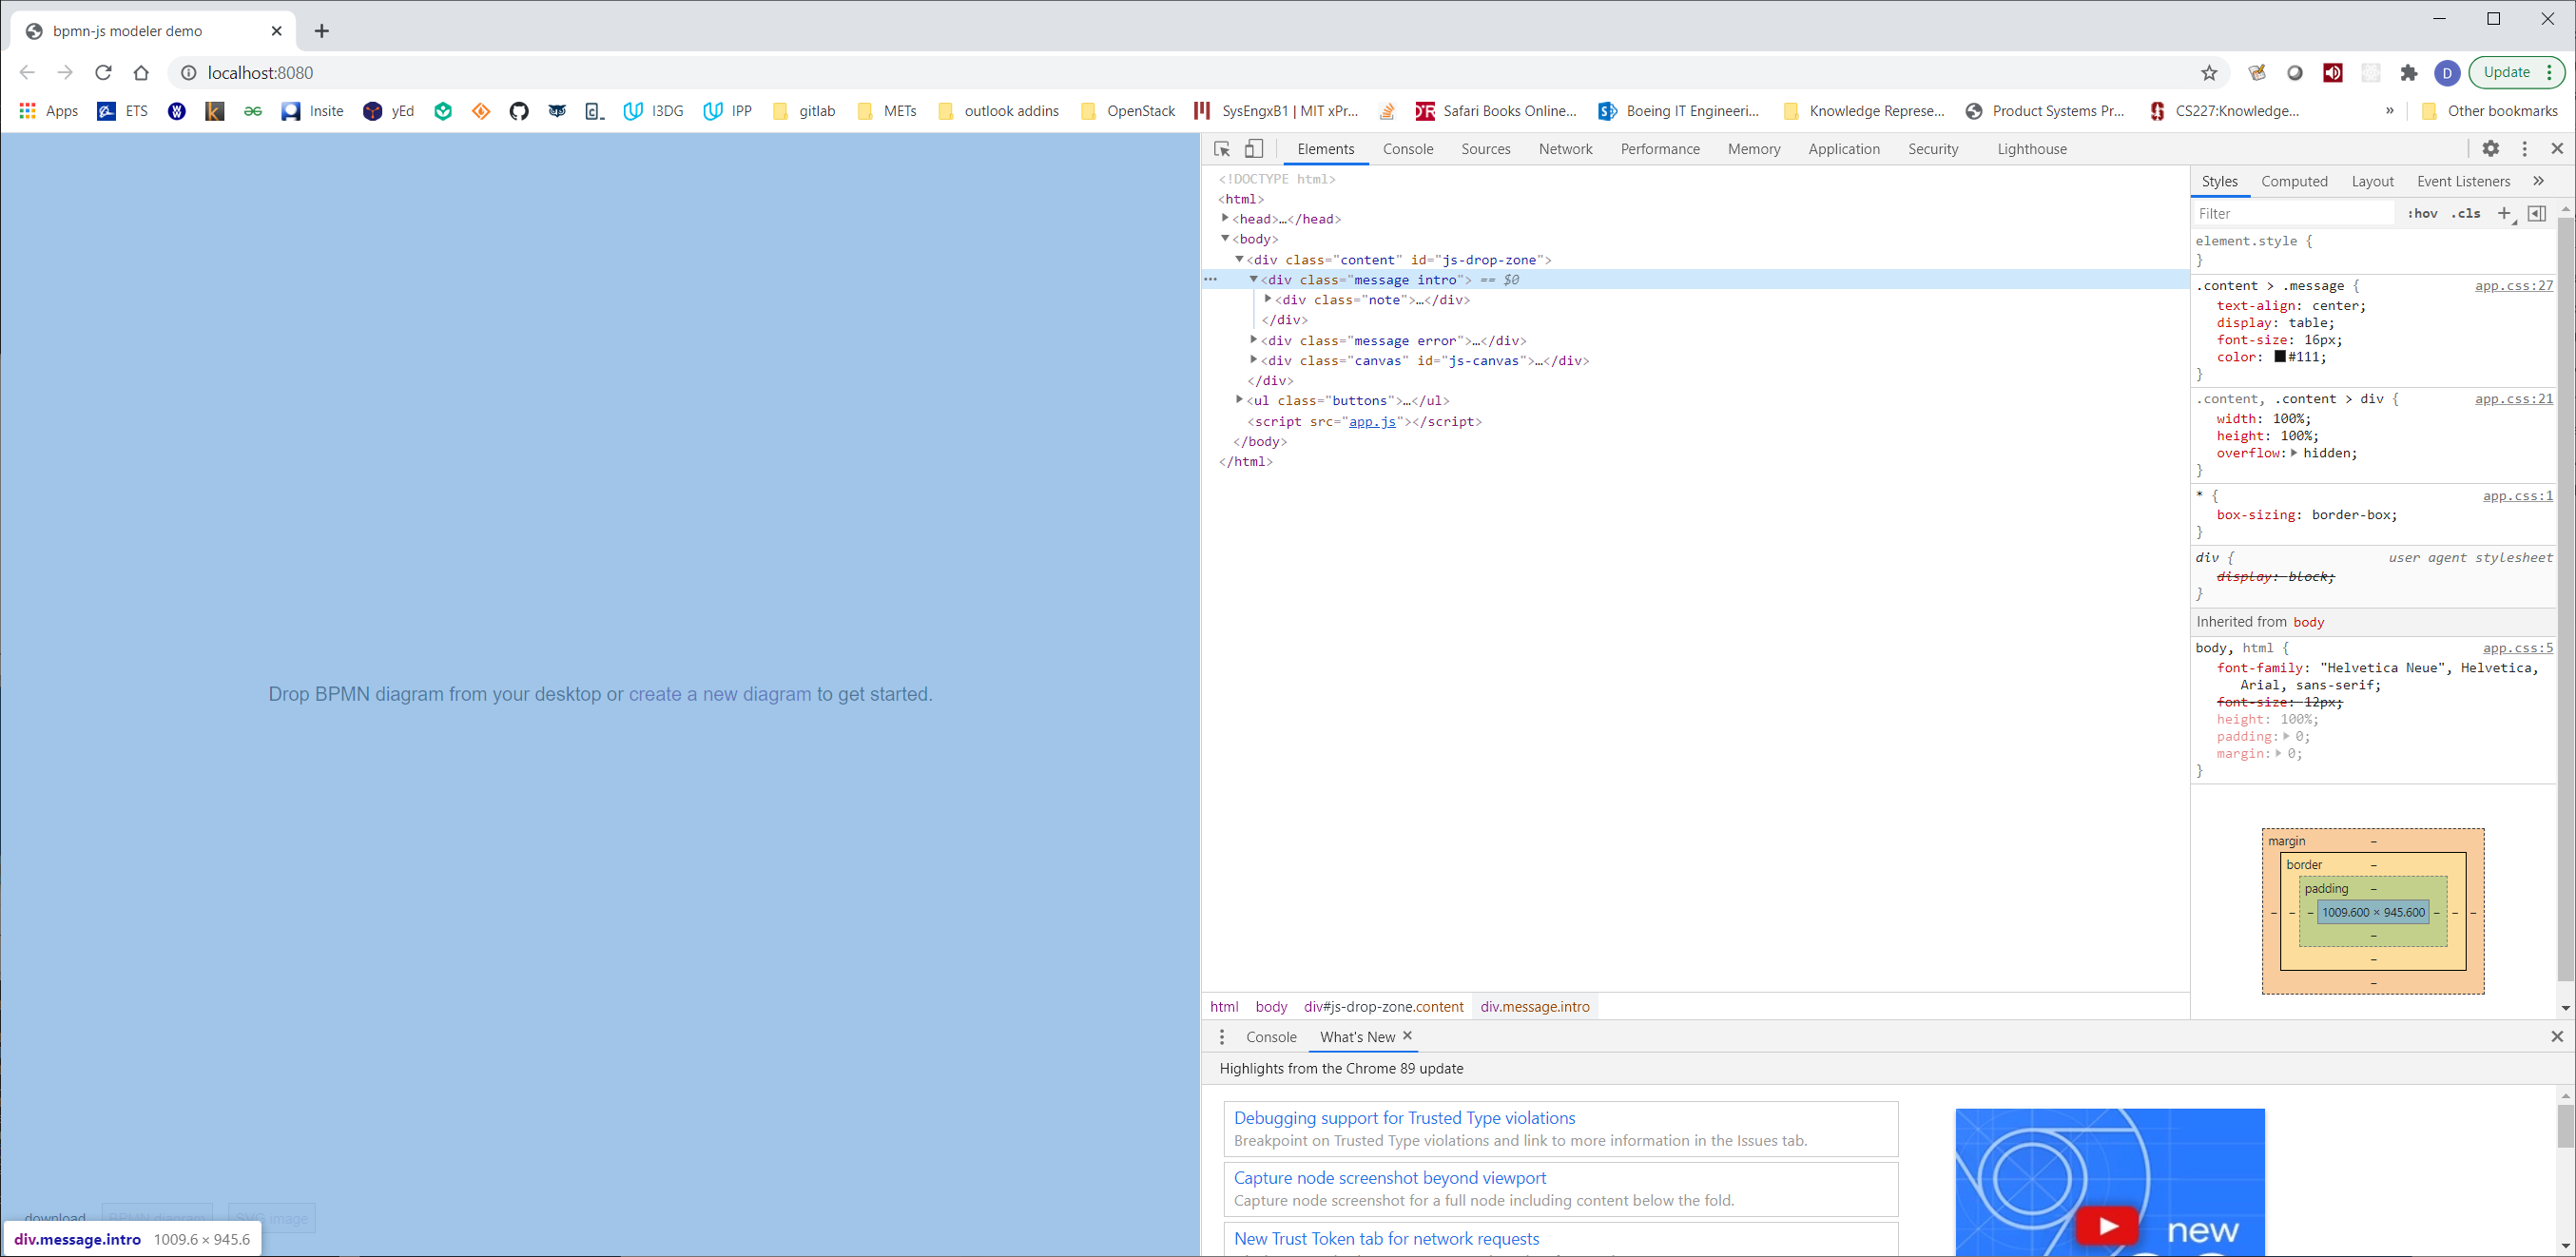 bpmn-js modeler demo
localhost:8080
D
Update
Apps
ETS
Insite
yEd
I3DG
IPP
gitlab
METs
outlook addins
OpenStack
SysEngxB1 | MIT xPr...
Safari Books Online...
Boeing IT Engineeri...
Knowledge Represe...
Product Systems Pr...
CS227:Knowledge...
»
Other bookmarks
Drop BPMN diagram from your desktop or create a new diagram to get started.
download
BPMN diagram
SVG image
div.message.intro 1009.6 × 945.6
Elements
Console
Sources
Network
Performance
Memory
Application
Security
Lighthouse
<!DOCTYPE html>
<html>
<head>…</head>
<body>
<div class="content" id="js-drop-zone">
<div class="message intro"> == $0
<div class="note">…</div>
</div>
<div class="message error">…</div>
<div class="canvas" id="js-canvas">…</div>
</div>
<ul class="buttons">…</ul>
<script src="app.js"></script>
</body>
</html>
html
body
div#js-drop-zone.content
div.message.intro
Styles
Computed
Layout
Event Listeners
»
Filter
:hov
.cls
+
element.style {
}
.content > .message { app.css:27
text-align: center;
display: table;
font-size: 16px;
color: #111;
}
.content, .content > div { app.css:21
width: 100%;
height: 100%;
overflow: hidden;
}
* { app.css:1
box-sizing: border-box;
}
div { user agent stylesheet
display: block;
}
Inherited from body
body, html { app.css:5
font-family: "Helvetica Neue", Helvetica,
Arial, sans-serif;
font-size: 12px;
height: 100%;
padding: 0;
margin: 0;
}
margin
border
padding
1009.600 × 945.600
Console
What's New
Highlights from the Chrome 89 update
Debugging support for Trusted Type violations
Breakpoint on Trusted Type violations and link to more information in the Issues tab.
Capture node screenshot beyond viewport
Capture node screenshot for a full node including content below the fold.
New Trust Token tab for network requests
new